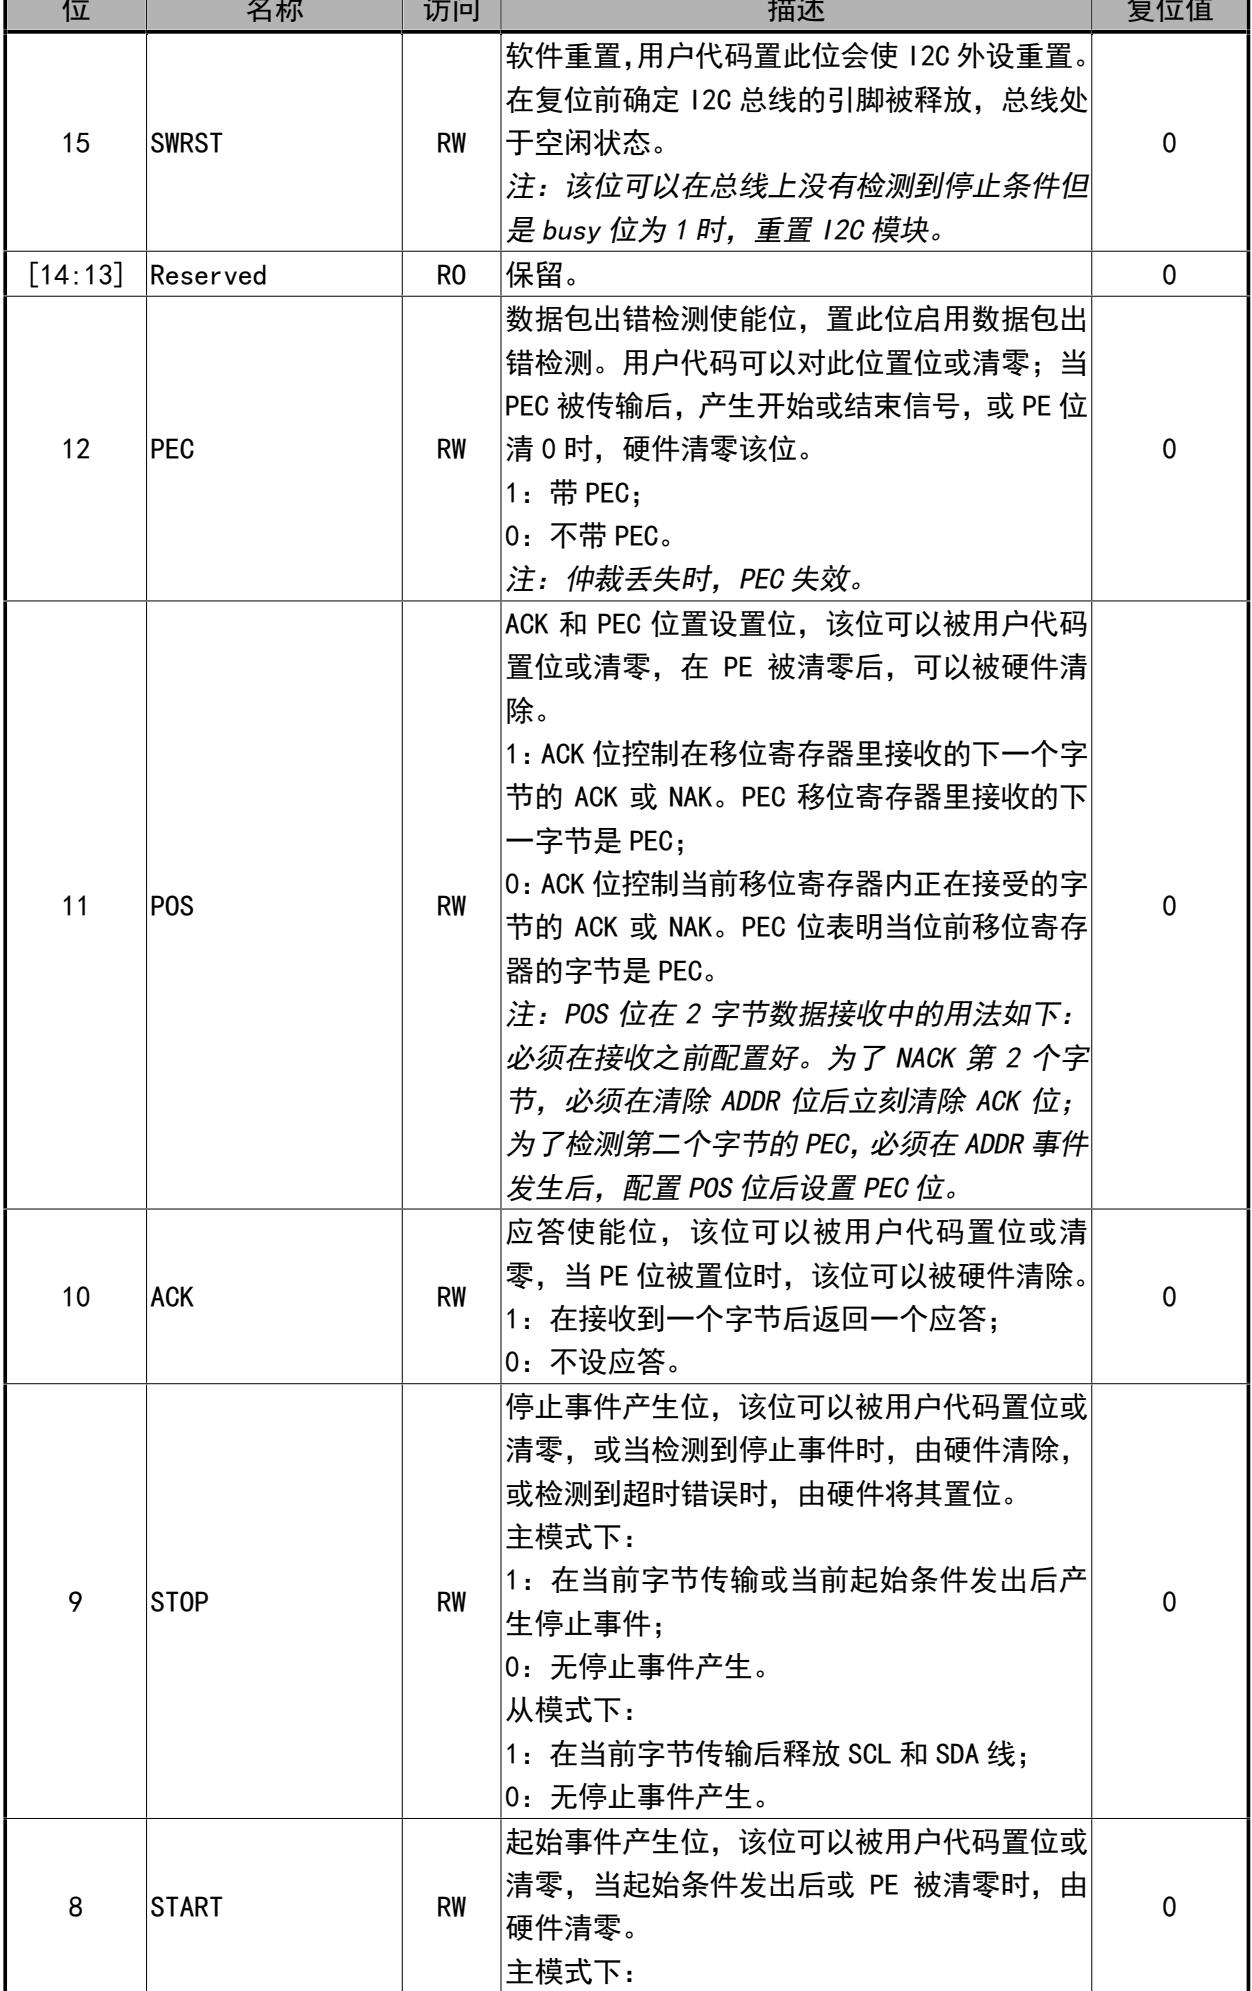 位 名称 访问 描述 复位值
15 SWRST RW 软件重置，用户代码置此位会使 I2C 外设重置。
在复位前确定 I2C 总线的引脚被释放，总线处
于空闲状态。
注：该位可以在总线上没有检测到停止条件但
是 busy 位为 1 时，重置 I2C 模块。
0
[14:13] Reserved RO 保留。 0
12 PEC RW 数据包出错检测使能位，置此位启用数据包出
错检测。用户代码可以对此位置位或清零；当
PEC 被传输后，产生开始或结束信号，或 PE 位
清 0 时，硬件清零该位。
1：带 PEC；
0：不带 PEC。
注：仲裁丢失时，PEC 失效。
0
11 POS RW ACK 和 PEC 位置设置位，该位可以被用户代码
置位或清零，在 PE 被清零后，可以被硬件清
除。
1：ACK 位控制在移位寄存器里接收的下一个字
节的 ACK 或 NAK。PEC 移位寄存器里接收的下
一字节是 PEC；
0：ACK 位控制当前移位寄存器内正在接受的字
节的 ACK 或 NAK。PEC 位表明当位前移位寄存
器的字节是 PEC。
注：POS 位在 2 字节数据接收中的用法如下：
必须在接收之前配置好。为了 NACK 第 2 个字
节，必须在清除 ADDR 位后立刻清除 ACK 位；
为了检测第二个字节的 PEC，必须在 ADDR 事件
发生后，配置 POS 位后设置 PEC 位。
0
10 ACK RW 应答使能位，该位可以被用户代码置位或清
零，当 PE 位被置位时，该位可以被硬件清除。
1：在接收到一个字节后返回一个应答；
0：不设应答。
0
9 STOP RW 停止事件产生位，该位可以被用户代码置位或
清零，或当检测到停止事件时，由硬件清除，
或检测到超时错误时，由硬件将其置位。
主模式下：
1：在当前字节传输或当前起始条件发出后产
生停止事件；
0：无停止事件产生。
从模式下：
1：在当前字节传输后释放 SCL 和 SDA 线；
0：无停止事件产生。
0
8 START RW 起始事件产生位，该位可以被用户代码置位或
清零，当起始条件发出后或 PE 被清零时，由
硬件清零。
主模式下：
0